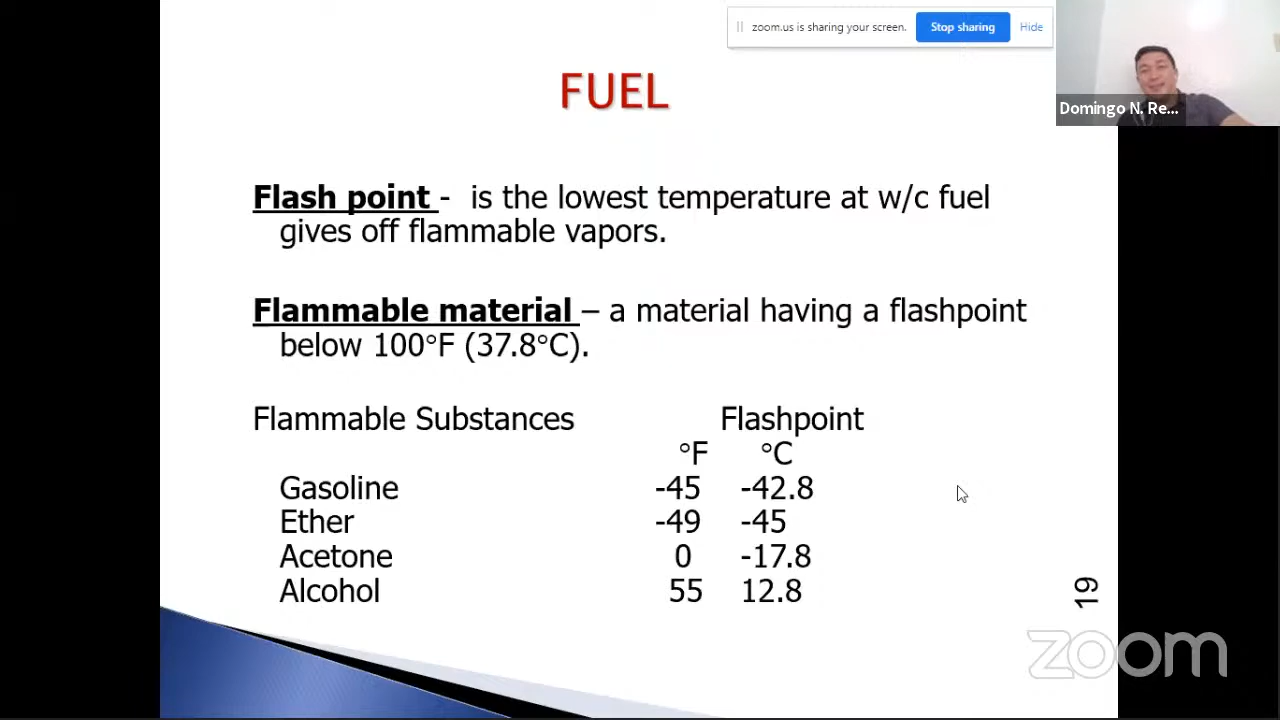 zoom.us is sharing your screen. Stop sharing Hide
FUEL
Domingo N. Re...
Flash point - is the lowest temperature at w/c fuel
gives off flammable vapors.
Flammable material – a material having a flashpoint
below 100°F (37.8°C).
Flammable Substances Flashpoint
°F °C
Gasoline -45 -42.8
Ether -49 -45
Acetone 0 -17.8
Alcohol 55 12.8
19
zoom